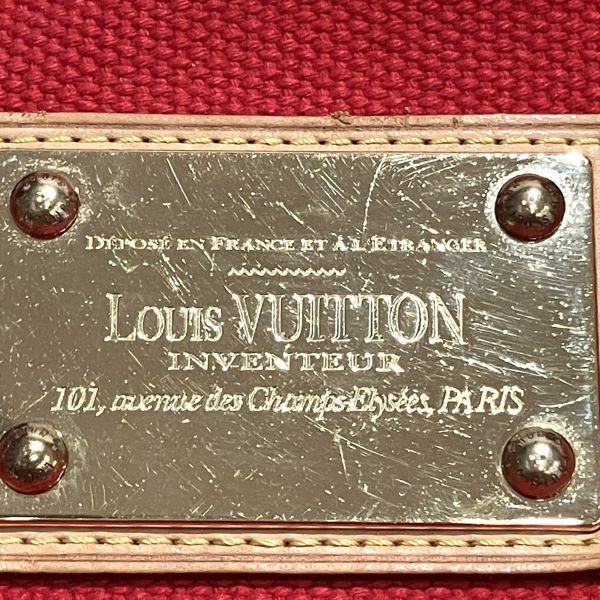 DÉPOSÉ EN FRANCE ET À L'ÉTRANGER
LOUIS VUITTON
INVENTEUR
101, avenue des Champs-Elysées, PARIS